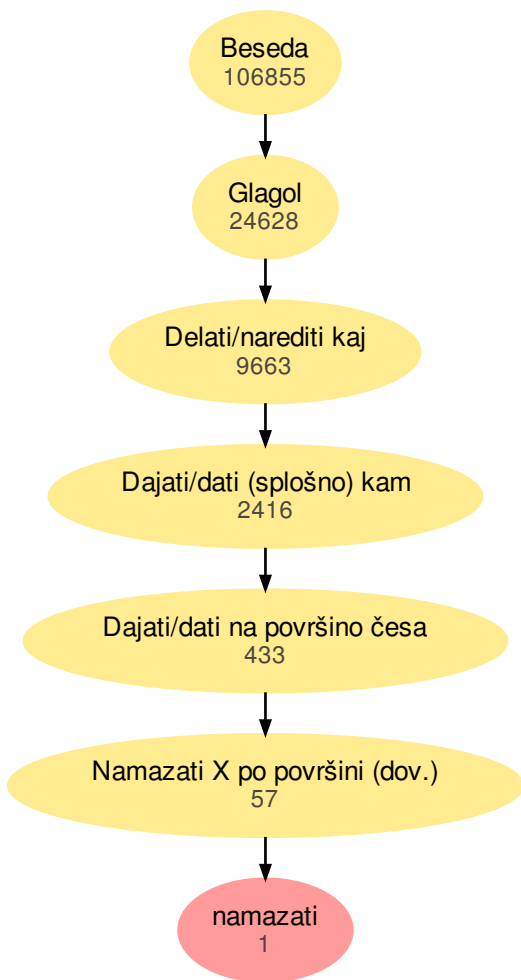 Beseda
106855
Glagol
24628
Delati/narediti kaj
9663
Dajati/dati (splošno) kam
2416
Dajati/dati na površino česa
433
Namazati X po površini (dov.)
57
namazati
1